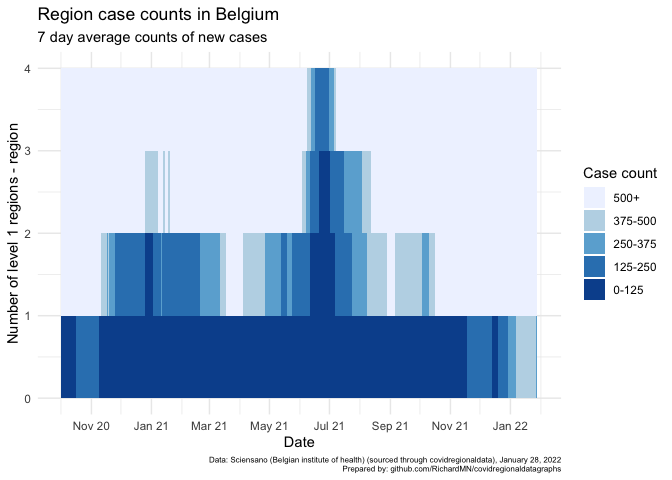 Region case counts in Belgium
7 day average counts of new cases
Number of level 1 regions - region
4
3
2
1
0
Nov 20 Jan 21 Mar 21 May 21 Jul 21 Sep 21 Nov 21 Jan 22
Date
Case count
500+
375-500
250-375
125-250
0-125
Data: Sciensano (Belgian institute of health) (sourced through covidregionaldata), January 28, 2022
Prepared by: github.com/RichardMN/covidregionaldatagraphs